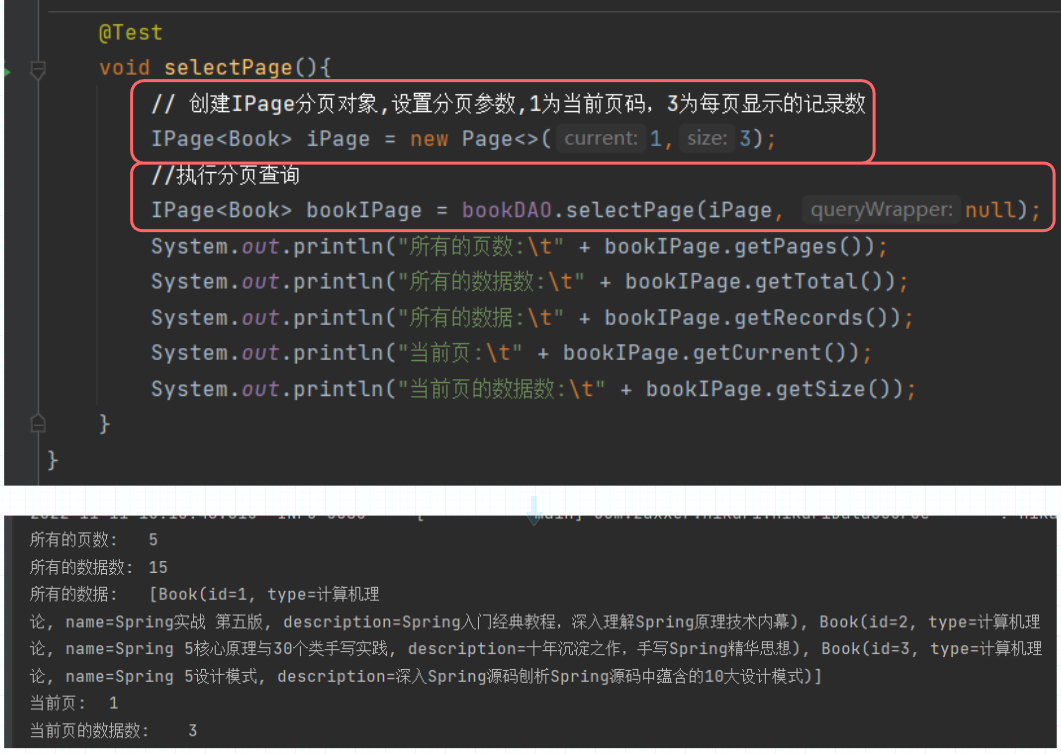 @Test
void selectPage(){
// 创建IPage分页对象,设置分页参数,1为当前页码，3为每页显示的记录数
IPage<Book> iPage = new Page<>( current: 1, size: 3);
//执行分页查询
IPage<Book> bookIPage = bookDAO.selectPage(iPage, queryWrapper: null);
System.out.println("所有的页数:\t" + bookIPage.getPages());
System.out.println("所有的数据数:\t" + bookIPage.getTotal());
System.out.println("所有的数据:\t" + bookIPage.getRecords());
System.out.println("当前页:\t" + bookIPage.getCurrent());
System.out.println("当前页的数据数:\t" + bookIPage.getSize());
}
}
所有的页数: 5
所有的数据数: 15
所有的数据: [Book(id=1, type=计算机理
论, name=Spring实战 第五版, description=Spring入门经典教程，深入理解Spring原理技术内幕), Book(id=2, type=计算机理
论, name=Spring 5核心原理与30个类手写实践, description=十年沉淀之作，手写Spring精华思想), Book(id=3, type=计算机理
论, name=Spring 5设计模式, description=深入Spring源码刨析Spring源码中蕴含的10大设计模式)]
当前页: 1
当前页的数据数: 3